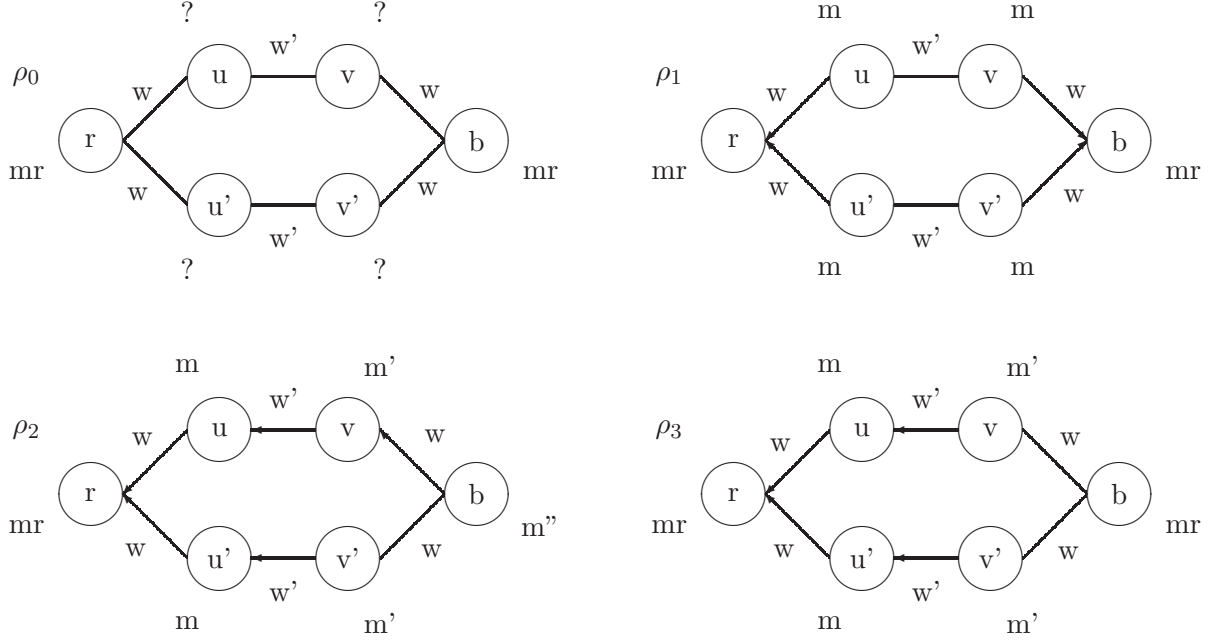 ? ? m m
w' w'
ρ₀ u v ρ₁ u v
w w w w
r b r b
mr w w mr mr w w mr
u' v' u' v'
w' w'
? ? m m
m m' m m'
w' w'
ρ₂ u v ρ₃ u v
w w w w
r b r b
mr w w m" mr w w mr
u' v' u' v'
w' w'
m m' m m'